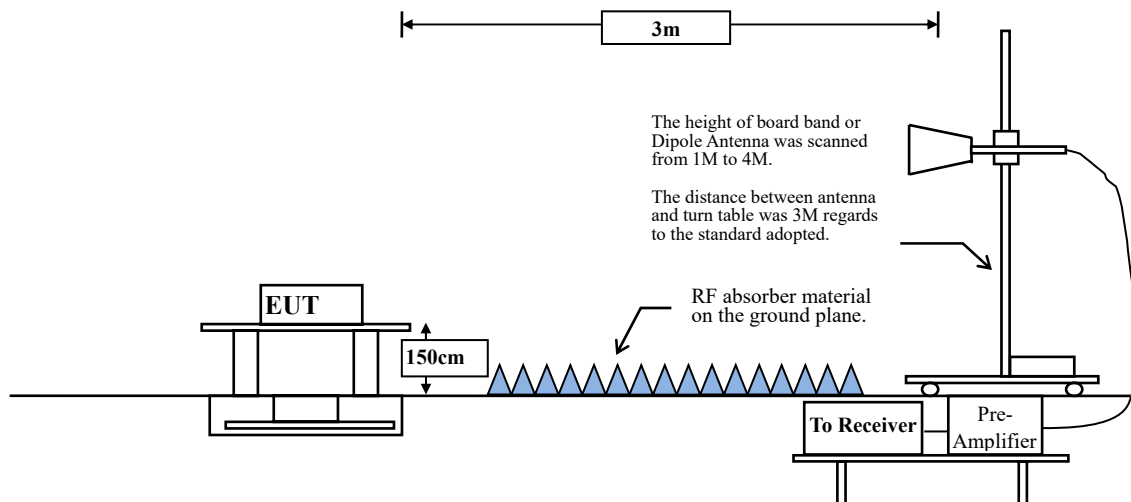 3m
The height of board band or
Dipole Antenna was scanned
from 1M to 4M.
The distance between antenna
and turn table was 3M regards
to the standard adopted.
EUT
RF absorber material
on the ground plane.
150cm
To Receiver
Pre-
Amplifier